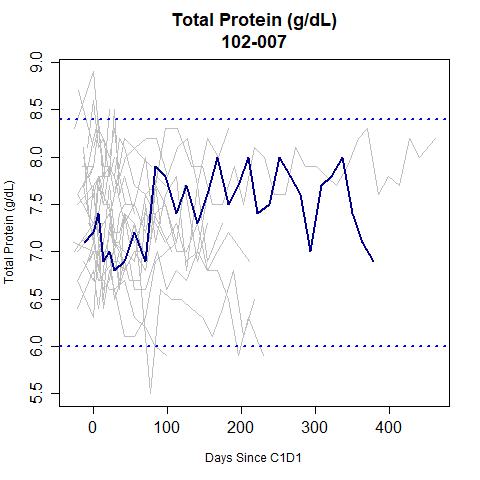 Total Protein (g/dL)
102-007
Total Protein (g/dL)
9.0
8.5
8.0
7.5
7.0
6.5
6.0
5.5
0 100 200 300 400
Days Since C1D1